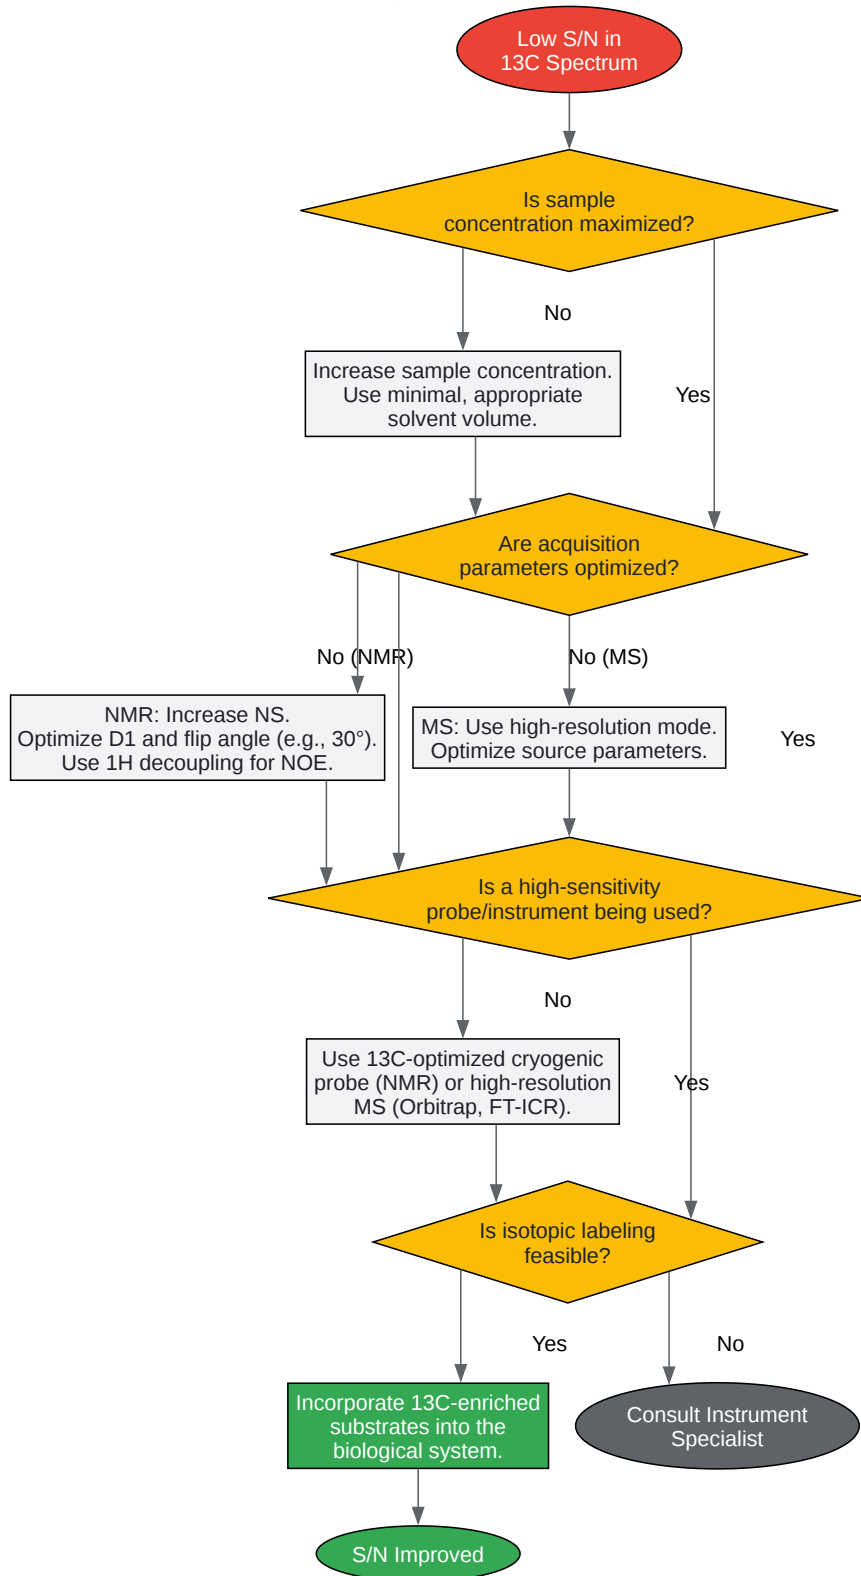 Low S/N in
13C Spectrum
Is sample
concentration maximized?
No
Increase sample concentration.
Use minimal, appropriate
solvent volume.
Yes
Are acquisition
parameters optimized?
No (NMR)
No (MS)
NMR: Increase NS.
Optimize D1 and flip angle (e.g., 30°).
Use 1H decoupling for NOE.
MS: Use high-resolution mode.
Optimize source parameters.
Yes
Is a high-sensitivity
probe/instrument being used?
No
Use 13C-optimized cryogenic
probe (NMR) or high-resolution
MS (Orbitrap, FT-ICR).
Yes
Is isotopic labeling
feasible?
Yes
No
Incorporate 13C-enriched
substrates into the
biological system.
Consult Instrument
Specialist
S/N Improved